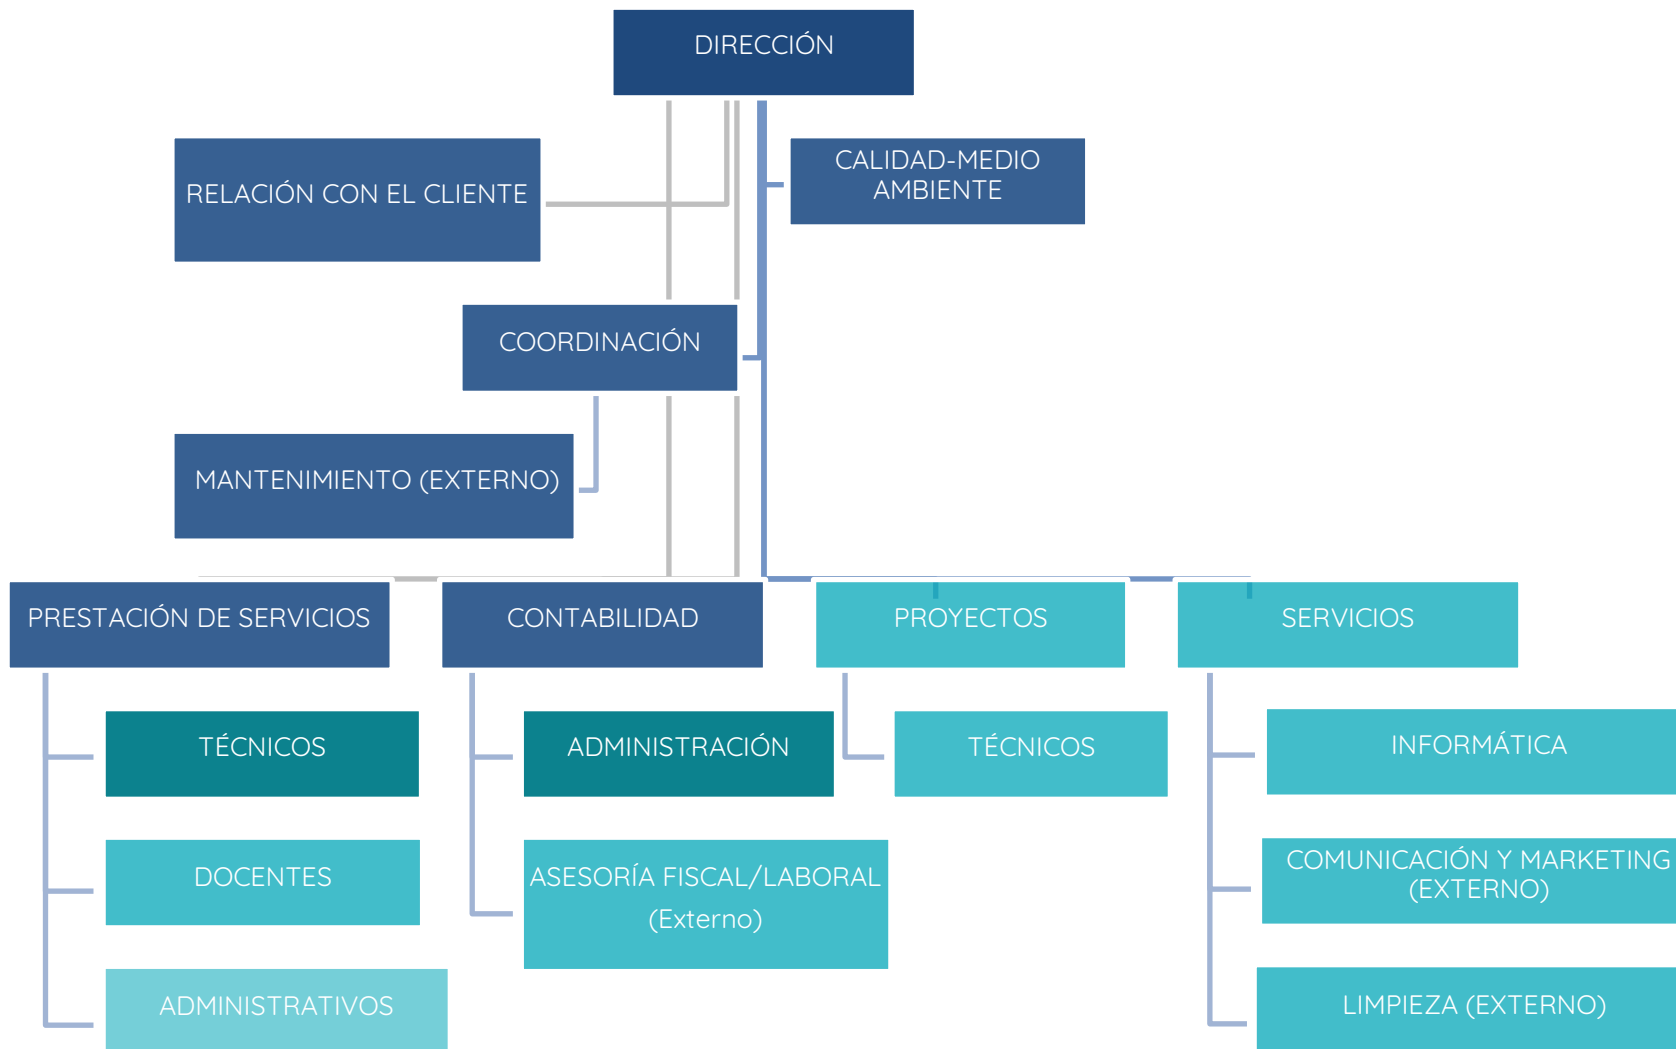 DIRECCIÓN
RELACIÓN CON EL CLIENTE
CALIDAD-MEDIO
AMBIENTE
COORDINACIÓN
MANTENIMIENTO (EXTERNO)
PRESTACIÓN DE SERVICIOS
CONTABILIDAD
PROYECTOS
SERVICIOS
TÉCNICOS
ADMINISTRACIÓN
TÉCNICOS
INFORMÁTICA
DOCENTES
ASESORÍA FISCAL/LABORAL
(Externo)
COMUNICACIÓN Y MARKETING
(EXTERNO)
ADMINISTRATIVOS
LIMPIEZA (EXTERNO)